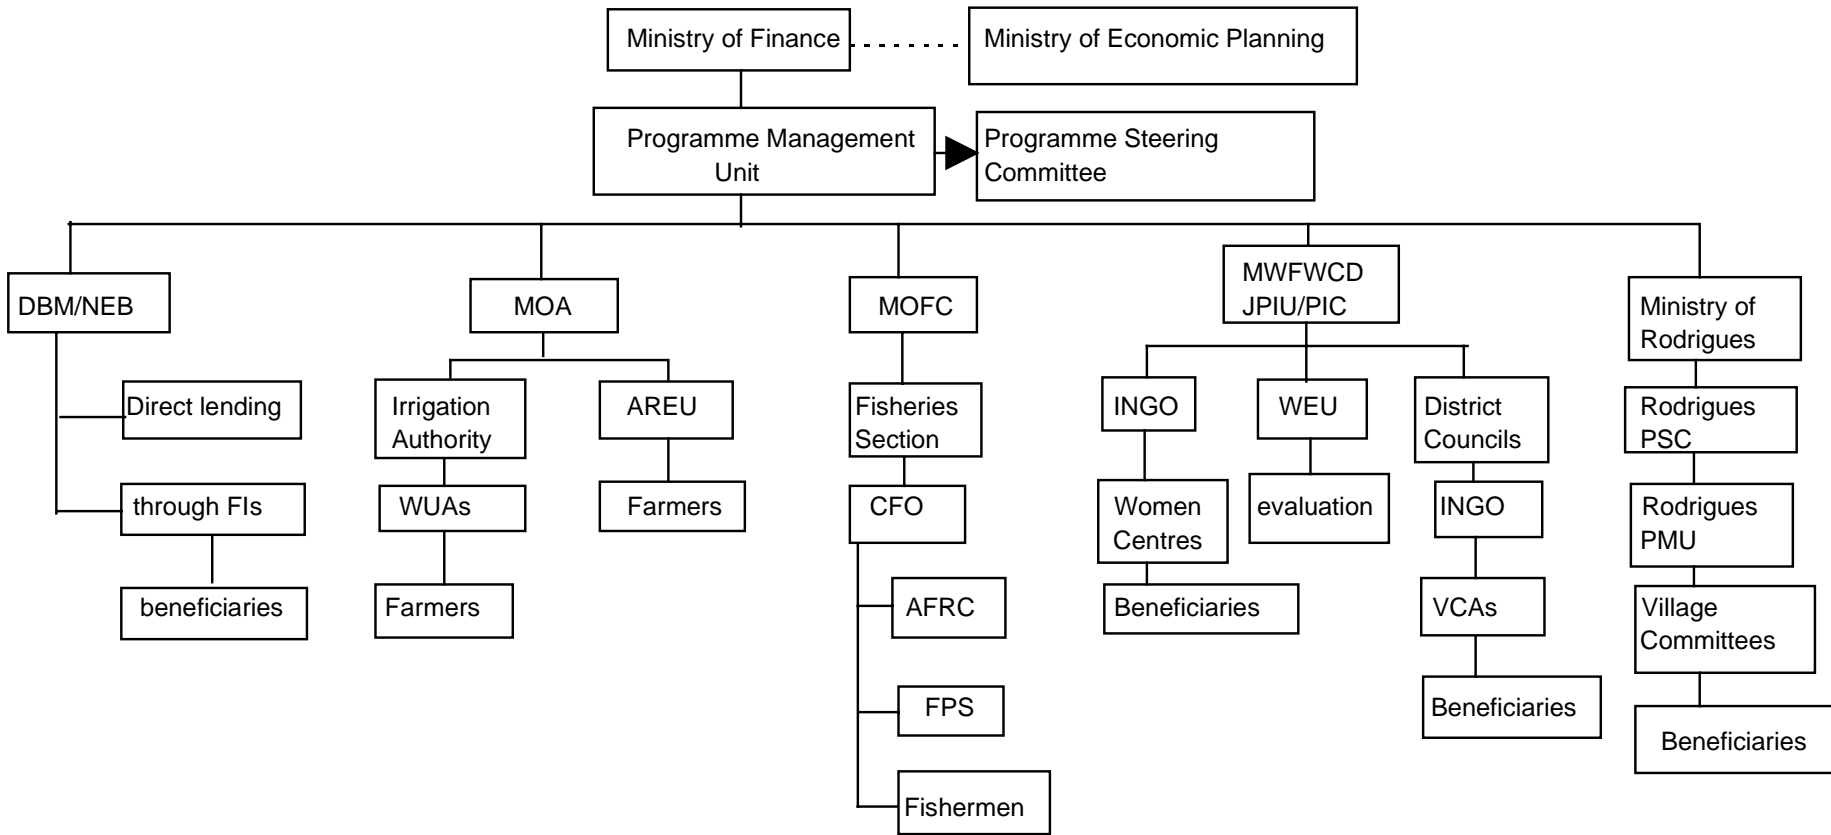 Ministry of Finance
Ministry of Economic Planning
Programme Management
Unit
Programme Steering
Committee
DBM/NEB
Direct lending
through FIs
beneficiaries
MOA
Irrigation
Authority
WUAs
Farmers
AREU
Farmers
MOFC
Fisheries
Section
CFO
AFRC
FPS
Fishermen
MWFWCD
JPIU/PIC
INGO
Women
Centres
Beneficiaries
WEU
evaluation
District
Councils
INGO
VCAs
Beneficiaries
Ministry of
Rodrigues
Rodrigues
PSC
Rodrigues
PMU
Village
Committees
Beneficiaries